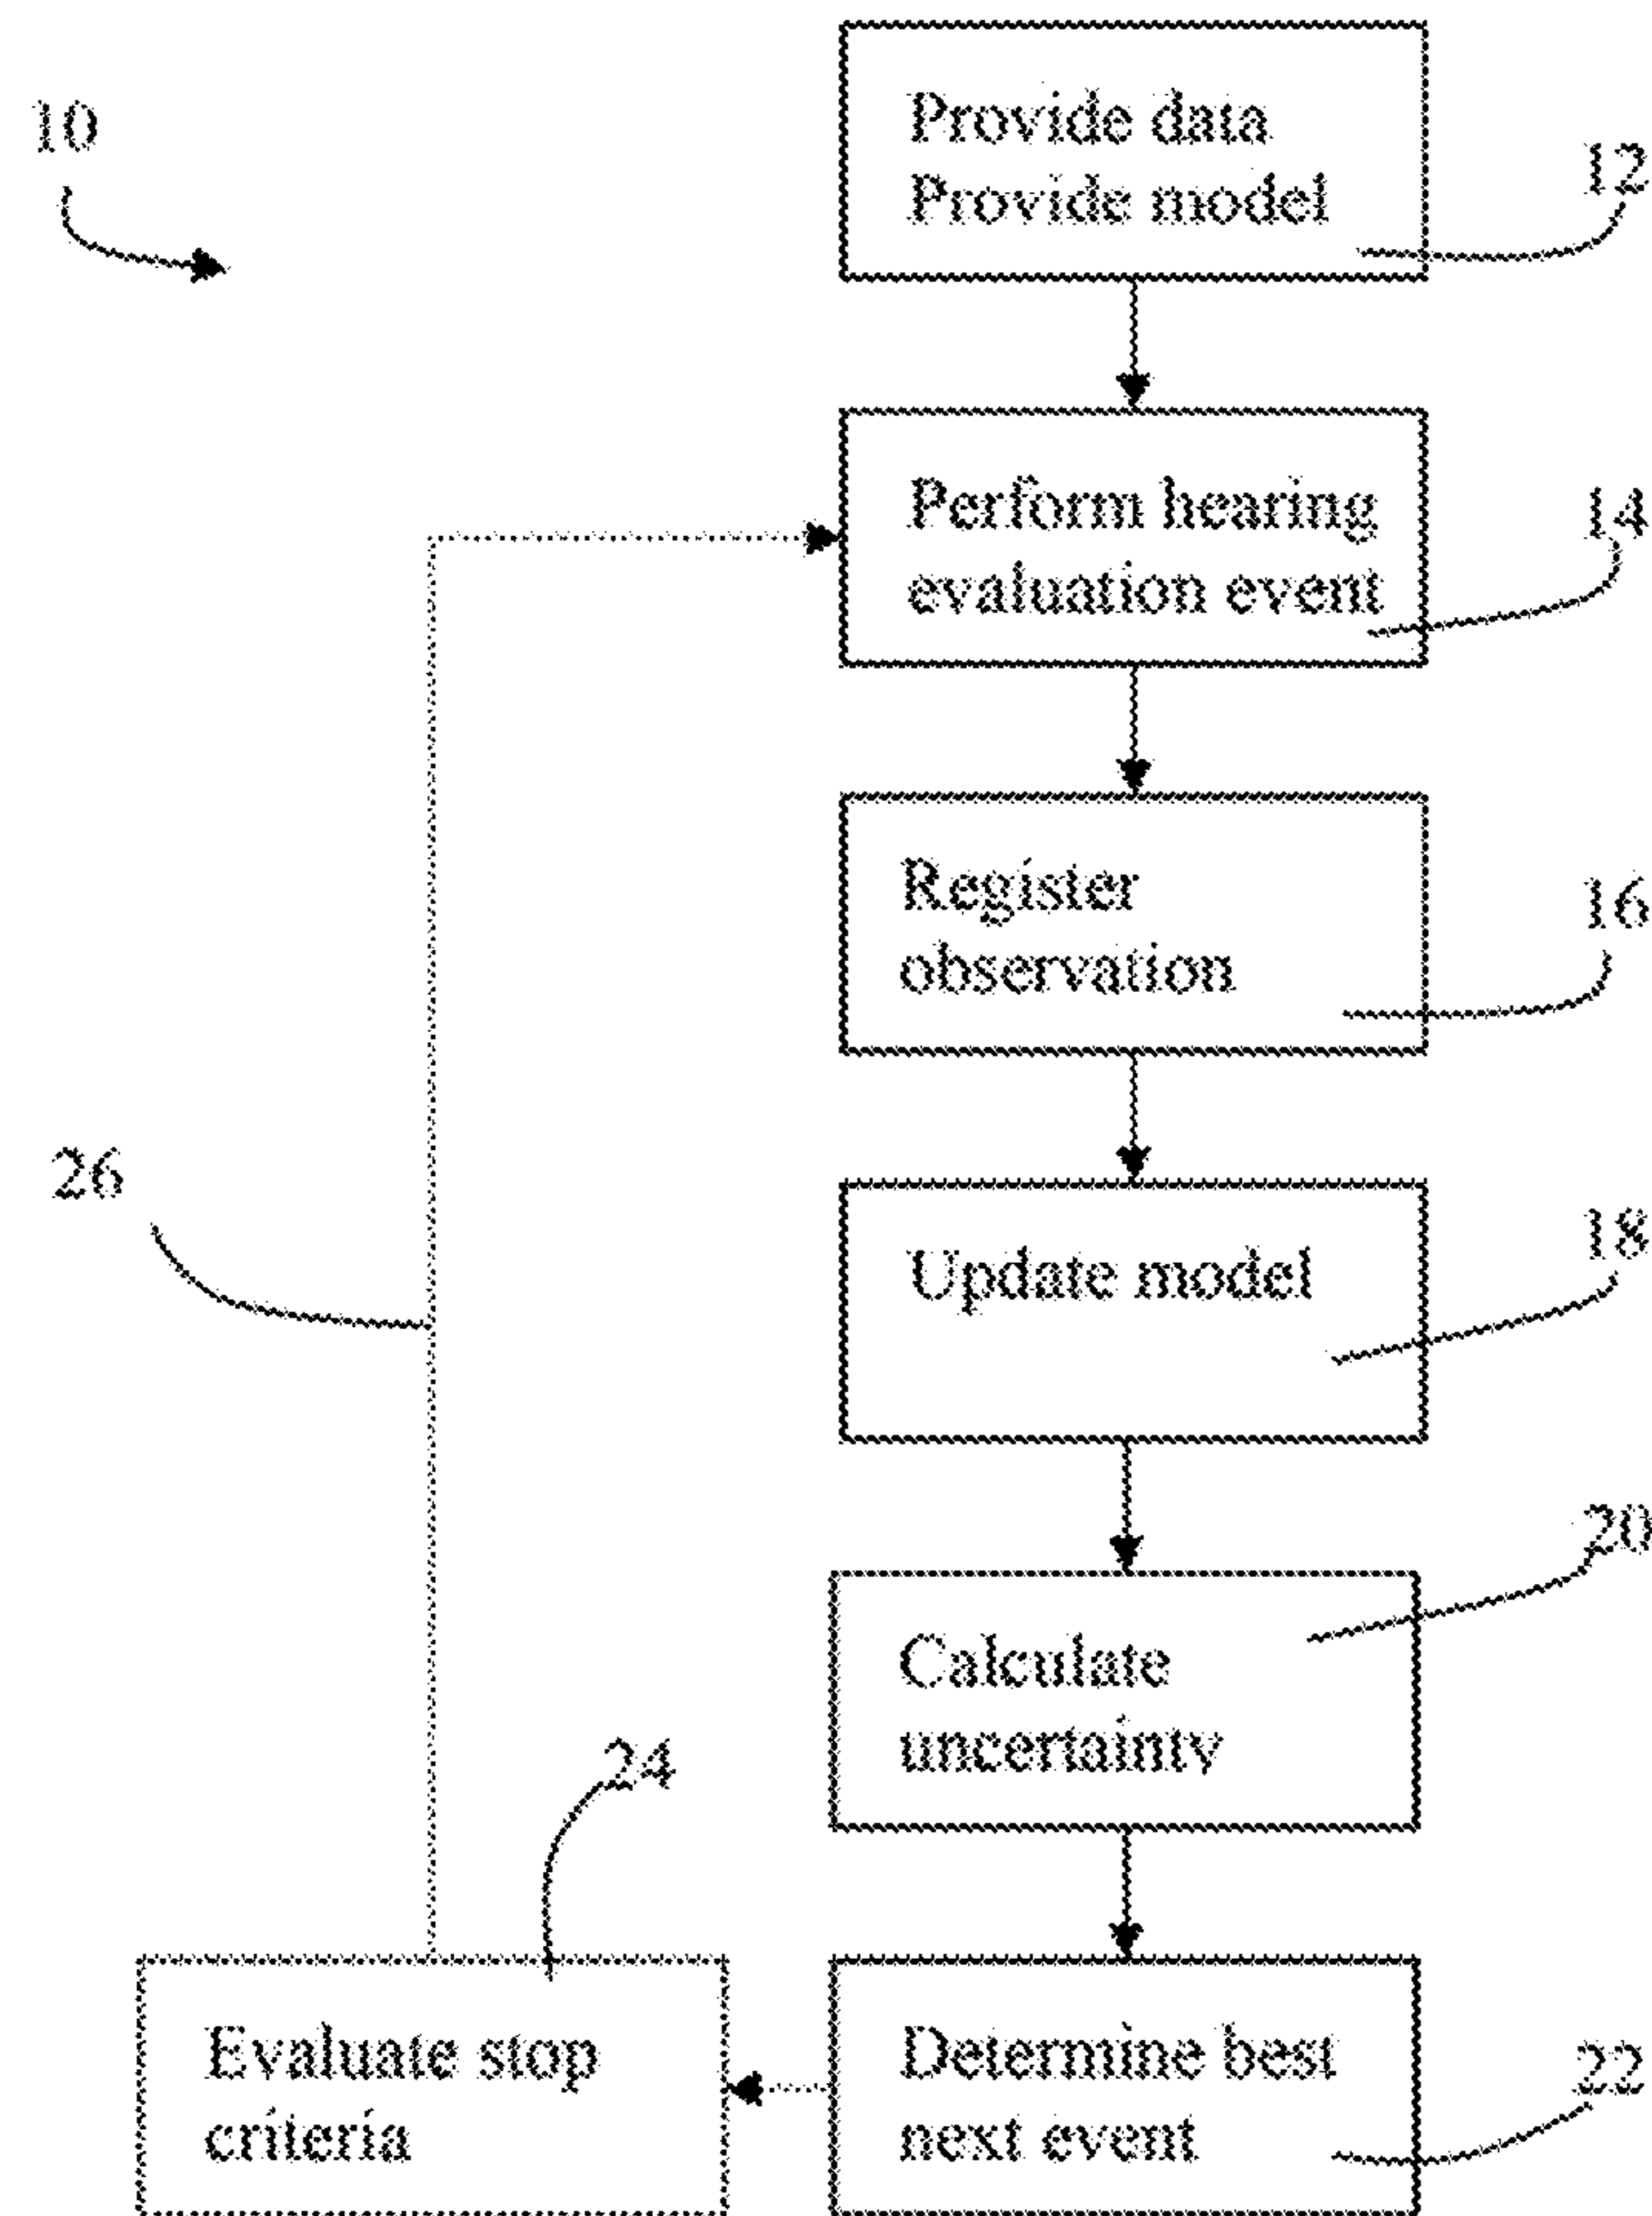 10
Provide data
Provide model
12
Perform hearing
evaluation event
14
Register
observation
16
26
Update model
18
Calculate
uncertainty
20
24
Evaluate stop
criteria
Determine best
next event
22